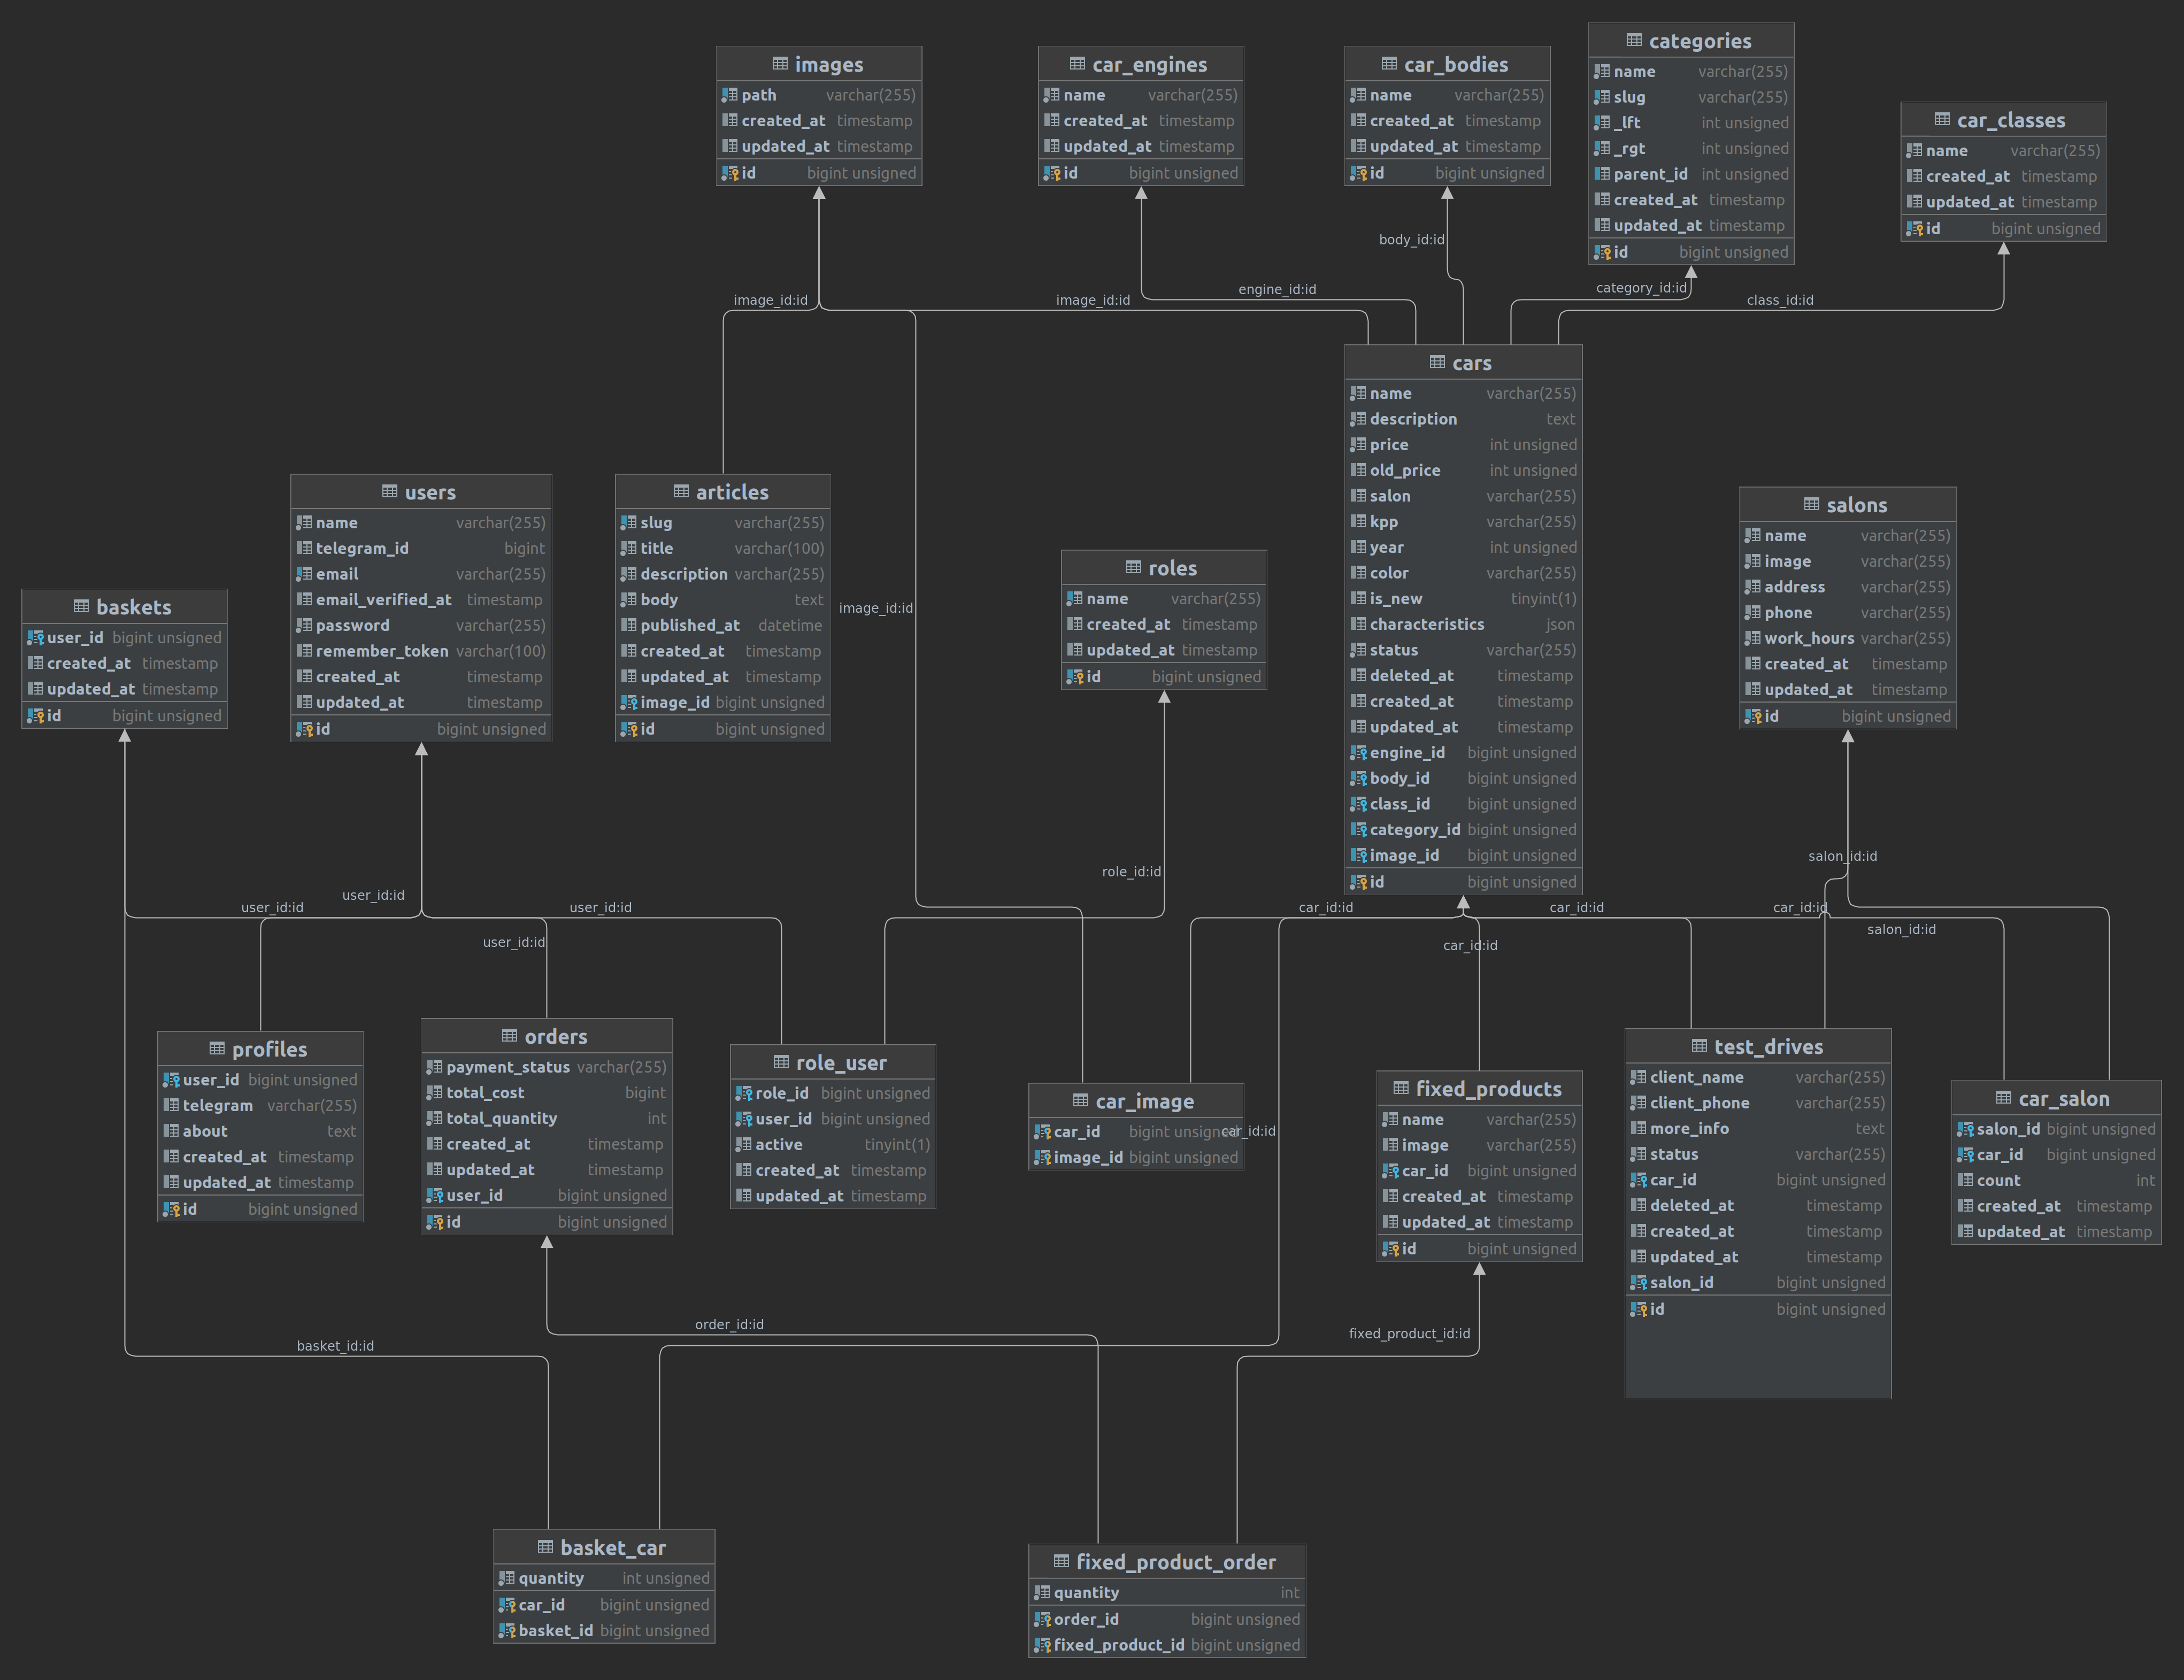 images
path varchar(255)
created_at timestamp
updated_at timestamp
id bigint unsigned
car_engines
name varchar(255)
created_at timestamp
updated_at timestamp
id bigint unsigned
car_bodies
name varchar(255)
created_at timestamp
updated_at timestamp
id bigint unsigned
categories
name varchar(255)
slug varchar(255)
_lft int unsigned
_rgt int unsigned
parent_id int unsigned
created_at timestamp
updated_at timestamp
id bigint unsigned
car_classes
name varchar(255)
created_at timestamp
updated_at timestamp
id bigint unsigned
body_id:id
engine_id:id
category_id:id
image_id:id
image_id:id
class_id:id
cars
name varchar(255)
description text
price int unsigned
old_price int unsigned
salon varchar(255)
kpp varchar(255)
year int unsigned
color varchar(255)
is_new tinyint(1)
characteristics json
status varchar(255)
deleted_at timestamp
created_at timestamp
updated_at timestamp
engine_id bigint unsigned
body_id bigint unsigned
class_id bigint unsigned
category_id bigint unsigned
image_id bigint unsigned
id bigint unsigned
baskets
user_id bigint unsigned
created_at timestamp
updated_at timestamp
id bigint unsigned
users
name varchar(255)
telegram_id bigint
email varchar(255)
email_verified_at timestamp
password varchar(255)
remember_token varchar(100)
created_at timestamp
updated_at timestamp
id bigint unsigned
articles
slug varchar(255)
title varchar(100)
description varchar(255)
body text
published_at datetime
created_at timestamp
updated_at timestamp
image_id bigint unsigned
id bigint unsigned
image_id:id
roles
name varchar(255)
created_at timestamp
updated_at timestamp
id bigint unsigned
salons
name varchar(255)
image varchar(255)
address varchar(255)
phone varchar(255)
work_hours varchar(255)
created_at timestamp
updated_at timestamp
id bigint unsigned
salon_id:id
role_id:id
user_id:id
user_id:id
user_id:id
car_id:id
car_id:id
car_id:id
salon_id:id
user_id:id
car_id:id
profiles
user_id bigint unsigned
telegram varchar(255)
about text
created_at timestamp
updated_at timestamp
id bigint unsigned
orders
payment_status varchar(255)
total_cost bigint
total_quantity int
created_at timestamp
updated_at timestamp
user_id bigint unsigned
id bigint unsigned
role_user
role_id bigint unsigned
user_id bigint unsigned
active tinyint(1)
created_at timestamp
updated_at timestamp
car_image
car_id bigint unsigned
image_id bigint unsigned
car_id:id
fixed_products
name varchar(255)
image varchar(255)
car_id bigint unsigned
created_at timestamp
updated_at timestamp
id bigint unsigned
test_drives
client_name varchar(255)
client_phone varchar(255)
more_info text
status varchar(255)
car_id bigint unsigned
deleted_at timestamp
created_at timestamp
updated_at timestamp
salon_id bigint unsigned
id bigint unsigned
car_salon
salon_id bigint unsigned
car_id bigint unsigned
count int
created_at timestamp
updated_at timestamp
order_id:id
fixed_product_id:id
basket_id:id
basket_car
quantity int unsigned
car_id bigint unsigned
basket_id bigint unsigned
fixed_product_order
quantity int
order_id bigint unsigned
fixed_product_id bigint unsigned